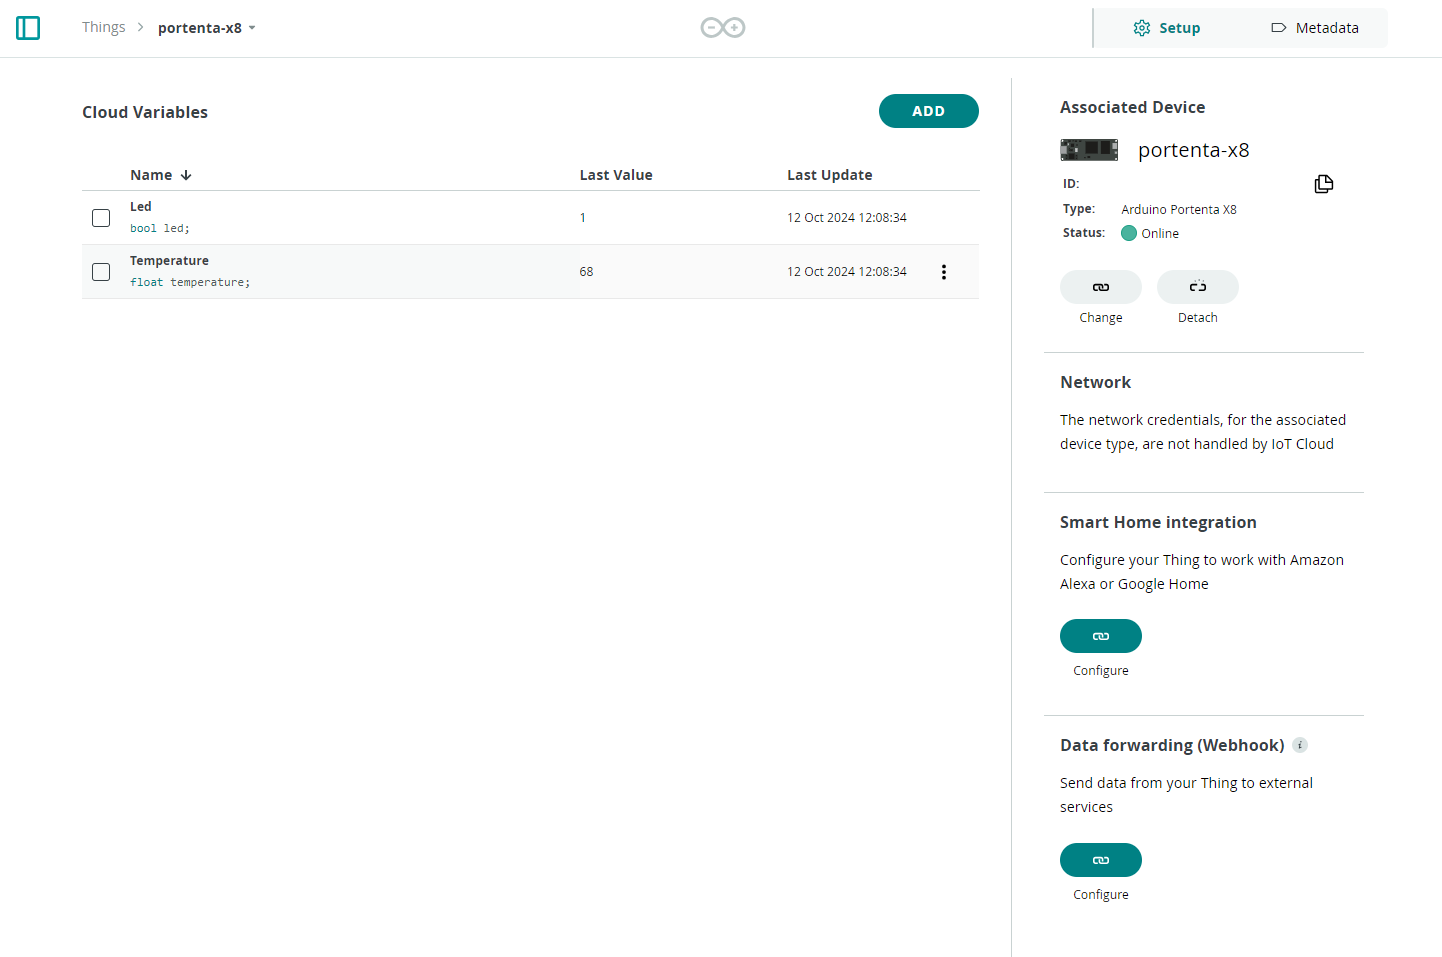 Things > portenta-x8
Setup
Metadata
Cloud Variables
ADD
Name ↓ Last Value Last Update
Led
bool led;
1
12 Oct 2024 12:08:34
Temperature
float temperature;
68
12 Oct 2024 12:08:34
Associated Device
portenta-x8
ID:
Type: Arduino Portenta X8
Status: Online
Change
Detach
Network
The network credentials, for the associated
device type, are not handled by IoT Cloud
Smart Home integration
Configure your Thing to work with Amazon
Alexa or Google Home
Configure
Data forwarding (Webhook) i
Send data from your Thing to external
services
Configure